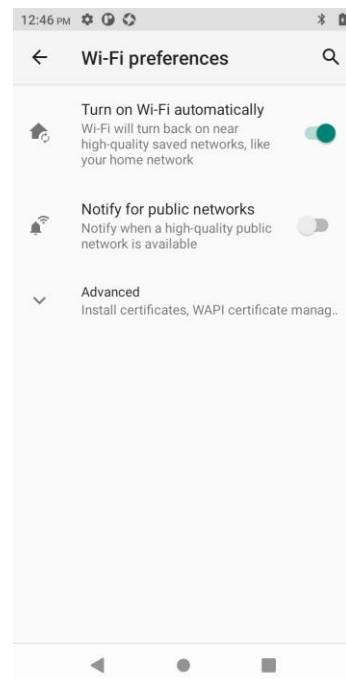 12:46 PM
Wi-Fi preferences
Turn on Wi-Fi automatically
Wi-Fi will turn back on near
high-quality saved networks, like
your home network
Notify for public networks
Notify when a high-quality public
network is available
Advanced
Install certificates, WAPI certificate manag..